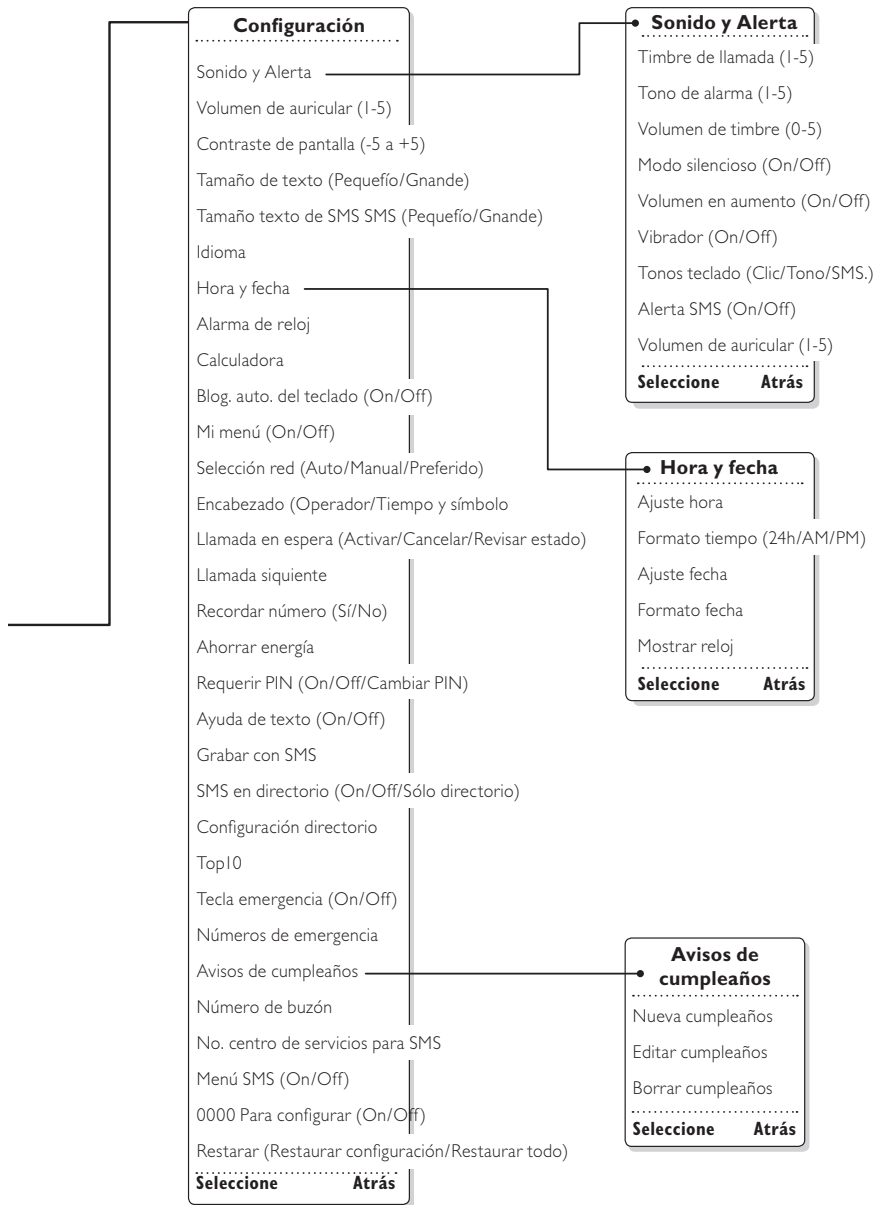 Configuración
Sonido y Alerta
Volumen de auricular (1-5)
Contraste de pantalla (-5 a +5)
Tamaño de texto (Pequefío/Gnande)
Tamaño texto de SMS SMS (Pequefío/Gnande)
Idioma
Hora y fecha
Alarma de reloj
Calculadora
Blog. auto. del teclado (On/Off)
Mi menú (On/Off)
Selección red (Auto/Manual/Preferido)
Encabezado (Operador/Tiempo y símbolo
Llamada en espera (Activar/Cancelar/Revisar estado)
Llamada siquiente
Recordar número (Sí/No)
Ahorrar energía
Requerir PIN (On/Off/Cambiar PIN)
Ayuda de texto (On/Off)
Grabar con SMS
SMS en directorio (On/Off/Sólo directorio)
Configuración directorio
Top10
Tecla emergencia (On/Off)
Números de emergencia
Avisos de cumpleaños
Número de buzón
No. centro de servicios para SMS
Menú SMS (On/Off)
0000 Para configurar (On/Off)
Restarar (Restaurar configuración/Restaurar todo)
Seleccione Atrás
Sonido y Alerta
Timbre de llamada (1-5)
Tono de alarma (1-5)
Volumen de timbre (0-5)
Modo silencioso (On/Off)
Volumen en aumento (On/Off)
Vibrador (On/Off)
Tonos teclado (Clic/Tono/SMS.)
Alerta SMS (On/Off)
Volumen de auricular (1-5)
Seleccione Atrás
Hora y fecha
Ajuste hora
Formato tiempo (24h/AM/PM)
Ajuste fecha
Formato fecha
Mostrar reloj
Seleccione Atrás
Avisos de
cumpleaños
Nueva cumpleaños
Editar cumpleaños
Borrar cumpleaños
Seleccione Atrás